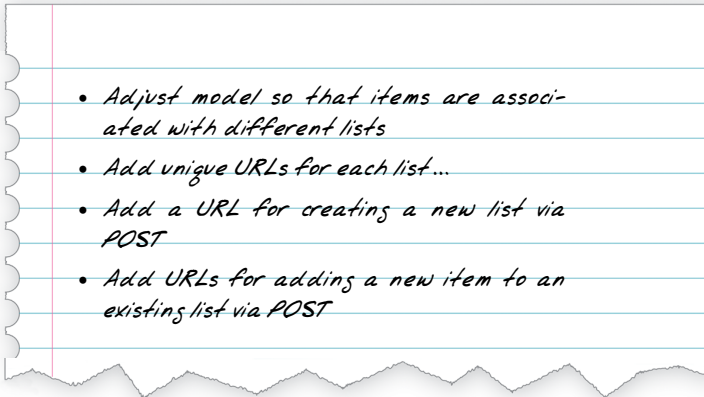 • Adjust model so that items are associ-
ated with different lists
• Add unique URLs for each list...
• Add a URL for creating a new list via
POST
• Add URLs for adding a new item to an
existing list via POST